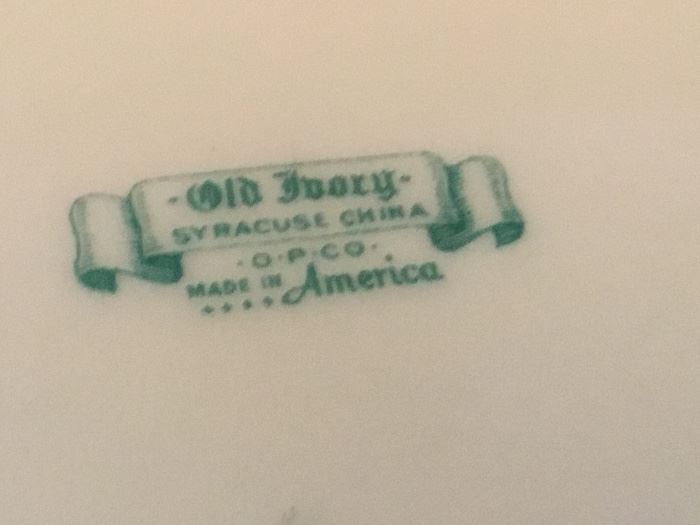 ·Old Ivory·
SYRACUSE CHINA
·O·P·CO·
MADE IN America